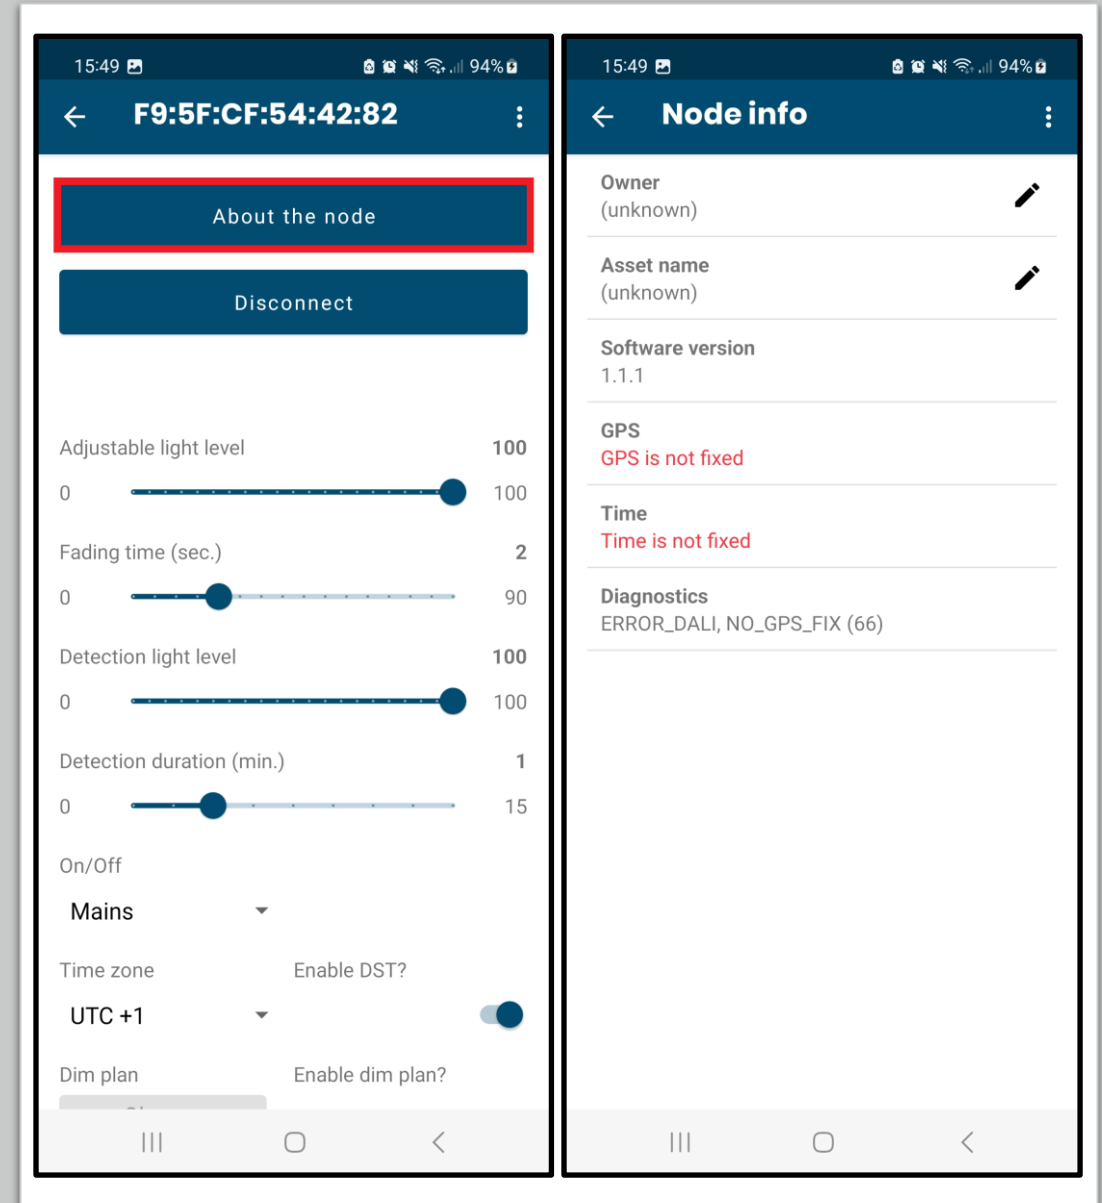 15:49
94%
F9:5F:CF:54:42:82
About the node
Disconnect
Adjustable light level
100
0
100
Fading time (sec.)
2
0
90
Detection light level
100
0
100
Detection duration (min.)
1
0
15
On/Off
Mains
Time zone
Enable DST?
UTC +1
Dim plan
Enable dim plan?
15:49
94%
Node info
Owner
(unknown)
Asset name
(unknown)
Software version
1.1.1
GPS
GPS is not fixed
Time
Time is not fixed
Diagnostics
ERROR_DALI, NO_GPS_FIX (66)